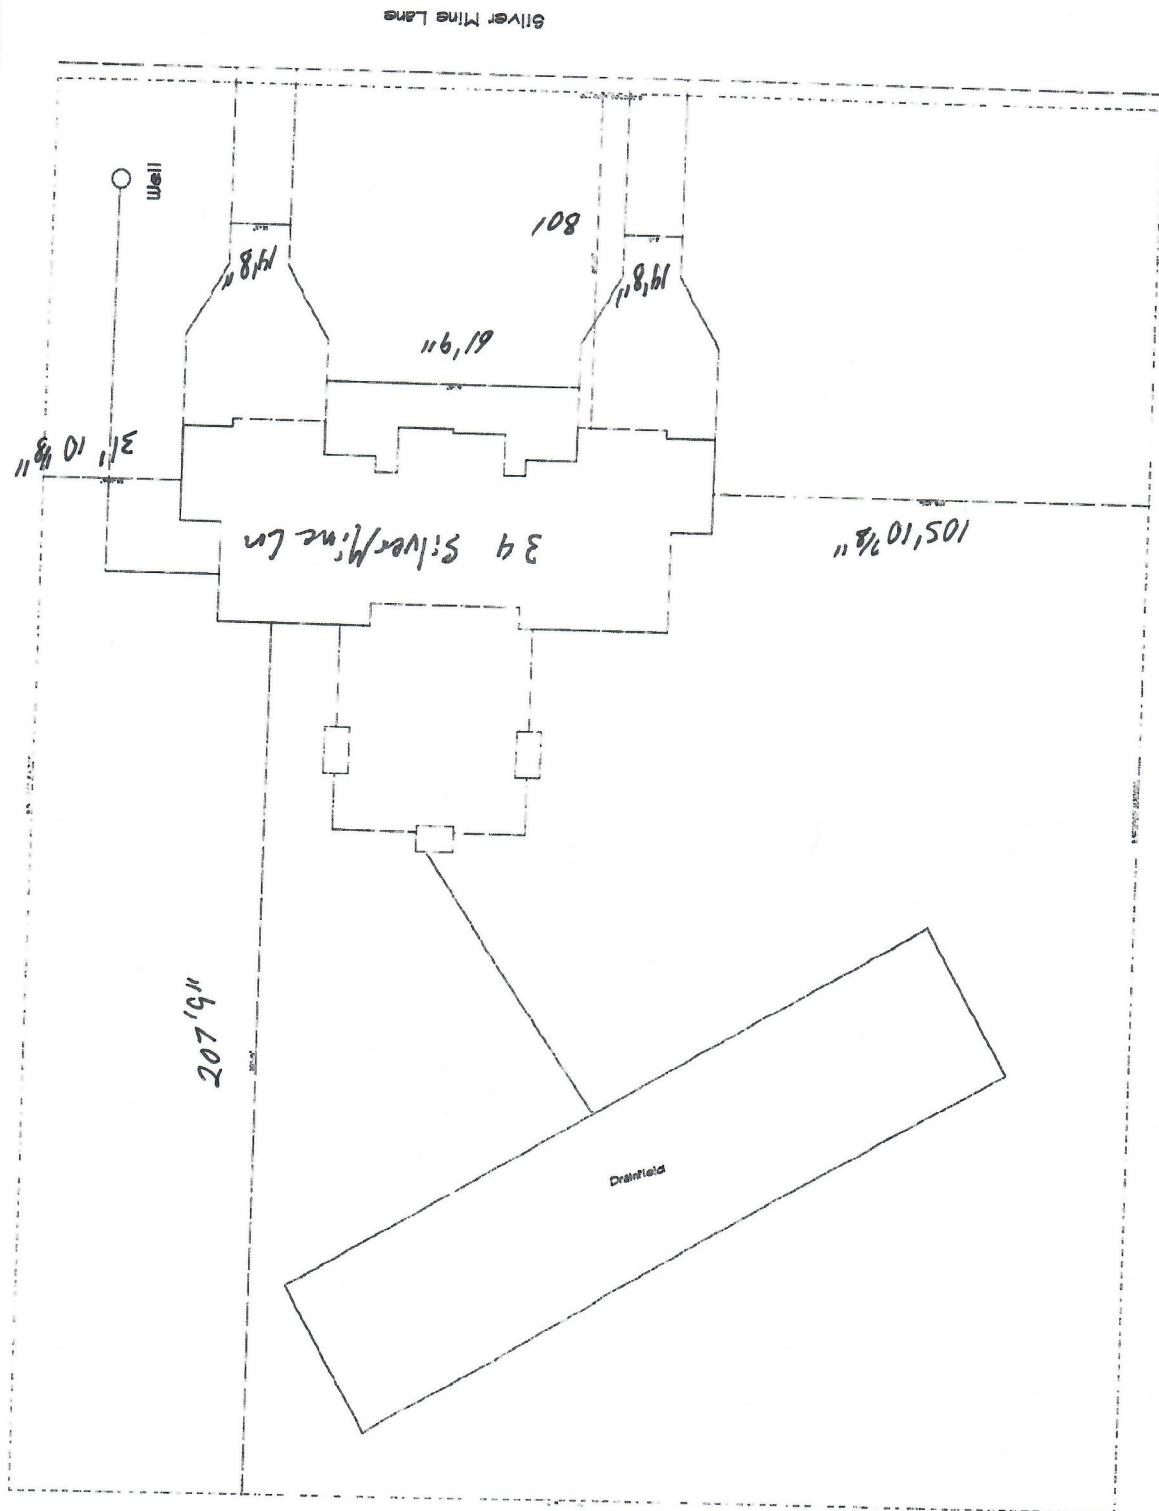 Silver Mine Lane
Well
80'
14'8"
14'8"
61'9"
31' 10 1/8"
34 Silver Mine Ln
105' 10 7/8"
207'9"
Drainfield